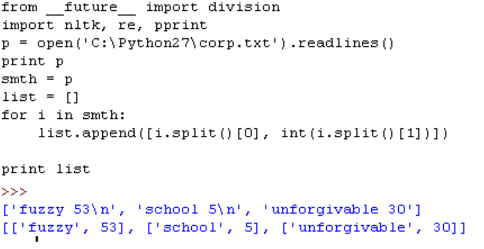 from __future__ import division
import nltk, re, pprint
p = open('C:\Python27\corp.txt').readlines()
print p
smth = p
list = []
for i in smth:
    list.append([i.split()[0], int(i.split()[1])])
print list
>>>
['fuzzy 53\n', 'school 5\n', 'unforgivable 30']
[['fuzzy', 53], ['school', 5], ['unforgivable', 30]]